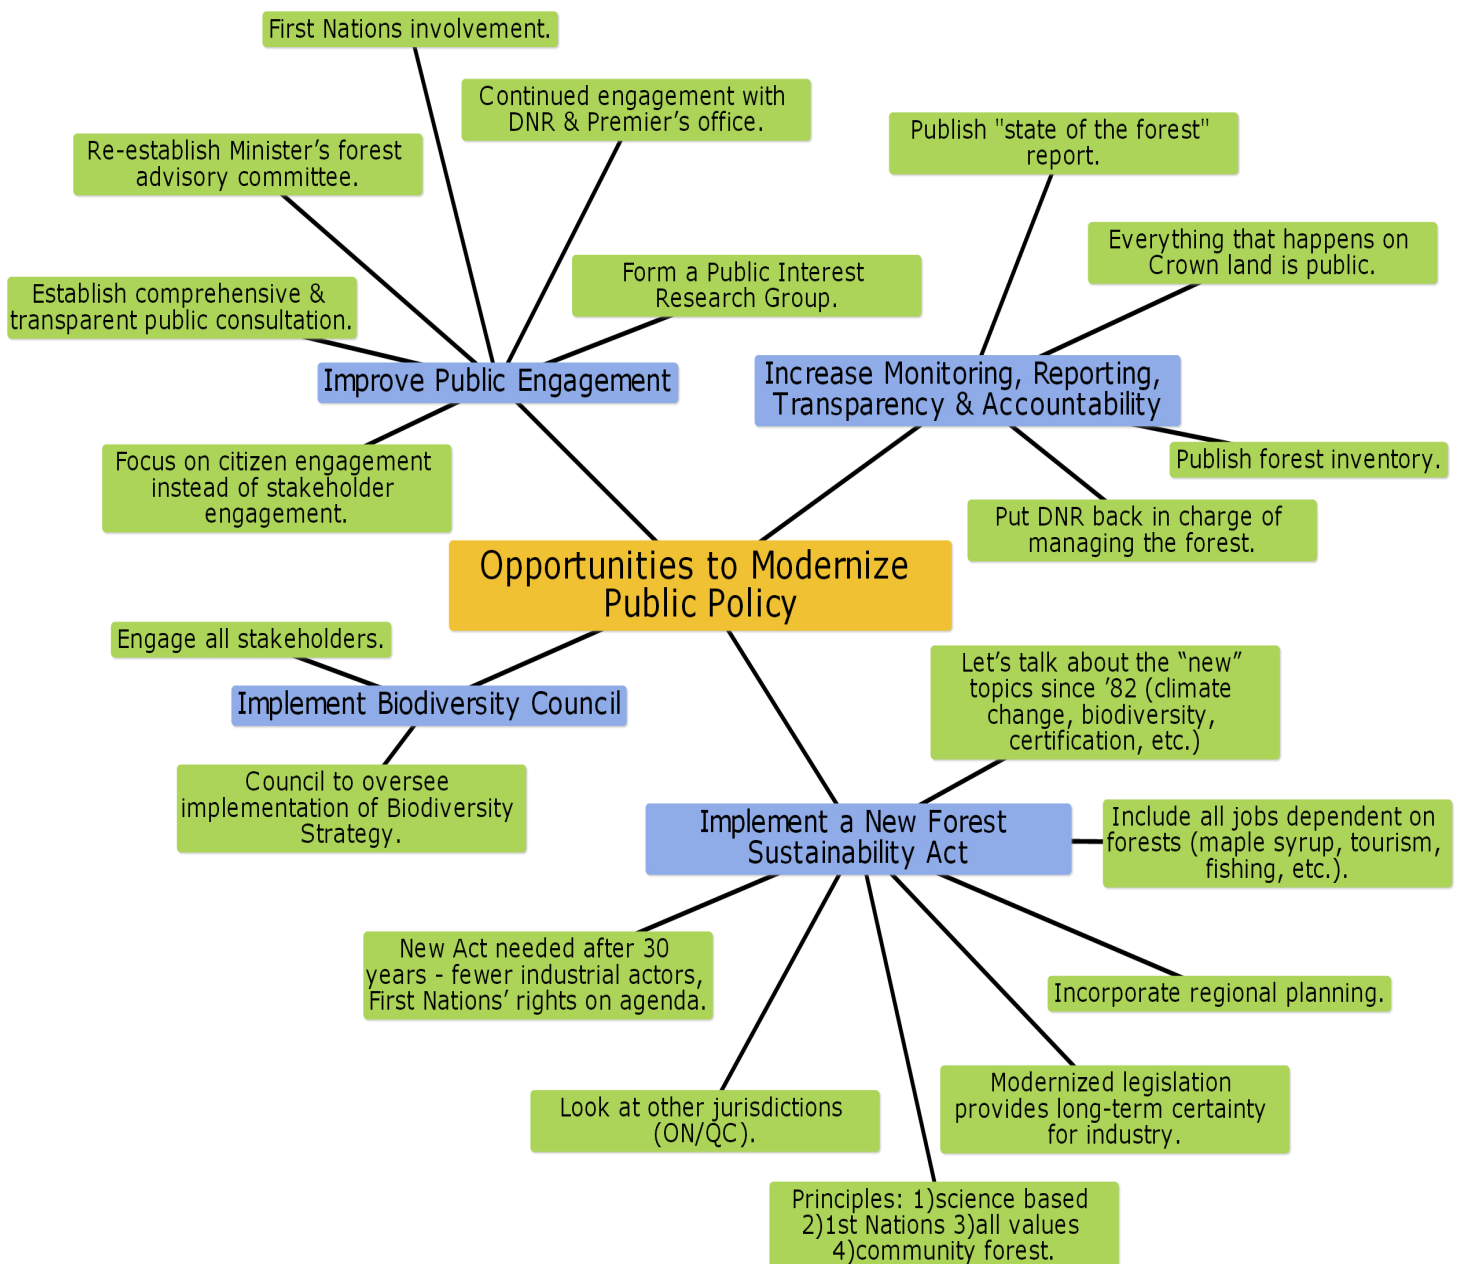 First Nations involvement.
Continued engagement with
DNR & Premier’s office.
Publish "state of the forest"
report.
Re-establish Minister’s forest
advisory committee.
Everything that happens on
Crown land is public.
Form a Public Interest
Research Group.
Establish comprehensive &
transparent public consultation.
Improve Public Engagement
Increase Monitoring, Reporting,
Transparency & Accountability
Focus on citizen engagement
instead of stakeholder
engagement.
Publish forest inventory.
Put DNR back in charge of
managing the forest.
Opportunities to Modernize
Public Policy
Engage all stakeholders.
Implement Biodiversity Council
Council to oversee
implementation of Biodiversity
Strategy.
Let’s talk about the “new”
topics since ’82 (climate
change, biodiversity,
certification, etc.)
Implement a New Forest
Sustainability Act
Include all jobs dependent on
forests (maple syrup, tourism,
fishing, etc.).
New Act needed after 30
years - fewer industrial actors,
First Nations’ rights on agenda.
Incorporate regional planning.
Look at other jurisdictions
(ON/QC).
Modernized legislation
provides long-term certainty
for industry.
Principles: 1)science based
2)1st Nations 3)all values
4)community forest.